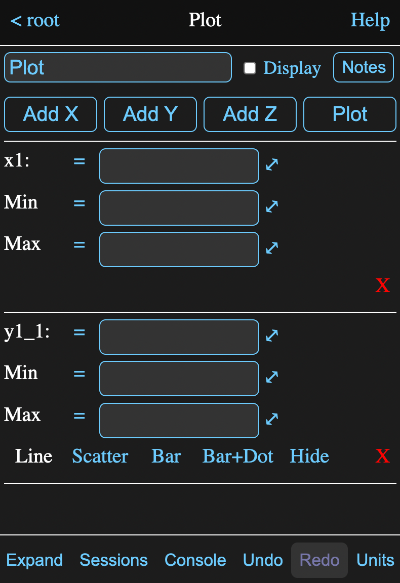 < root Plot Help
Plot Display Notes
Add X Add Y Add Z Plot
x1: =
Min =
Max =
X
y1_1: =
Min =
Max =
Line Scatter Bar Bar+Dot Hide X
Expand Sessions Console Undo Redo Units